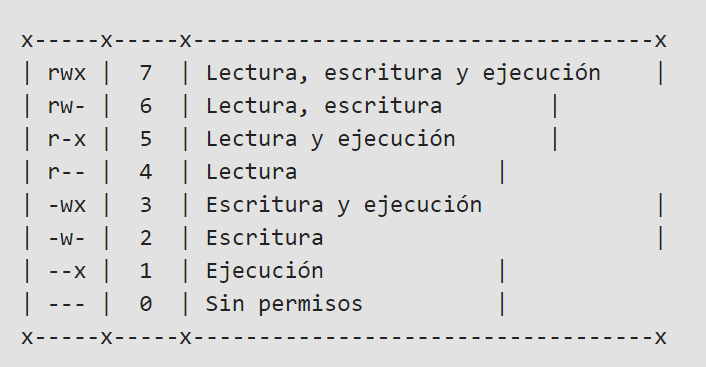 x-----x-----x-----------------------------------x
| rwx |  7  | Lectura, escritura y ejecución    |
| rw- |  6  | Lectura, escritura        |
| r-x |  5  | Lectura y ejecución       |
| r-- |  4  | Lectura               |
| -wx |  3  | Escritura y ejecución             |
| -w- |  2  | Escritura                         |
| --x |  1  | Ejecución             |
| --- |  0  | Sin permisos          |
x-----x-----x-----------------------------------x